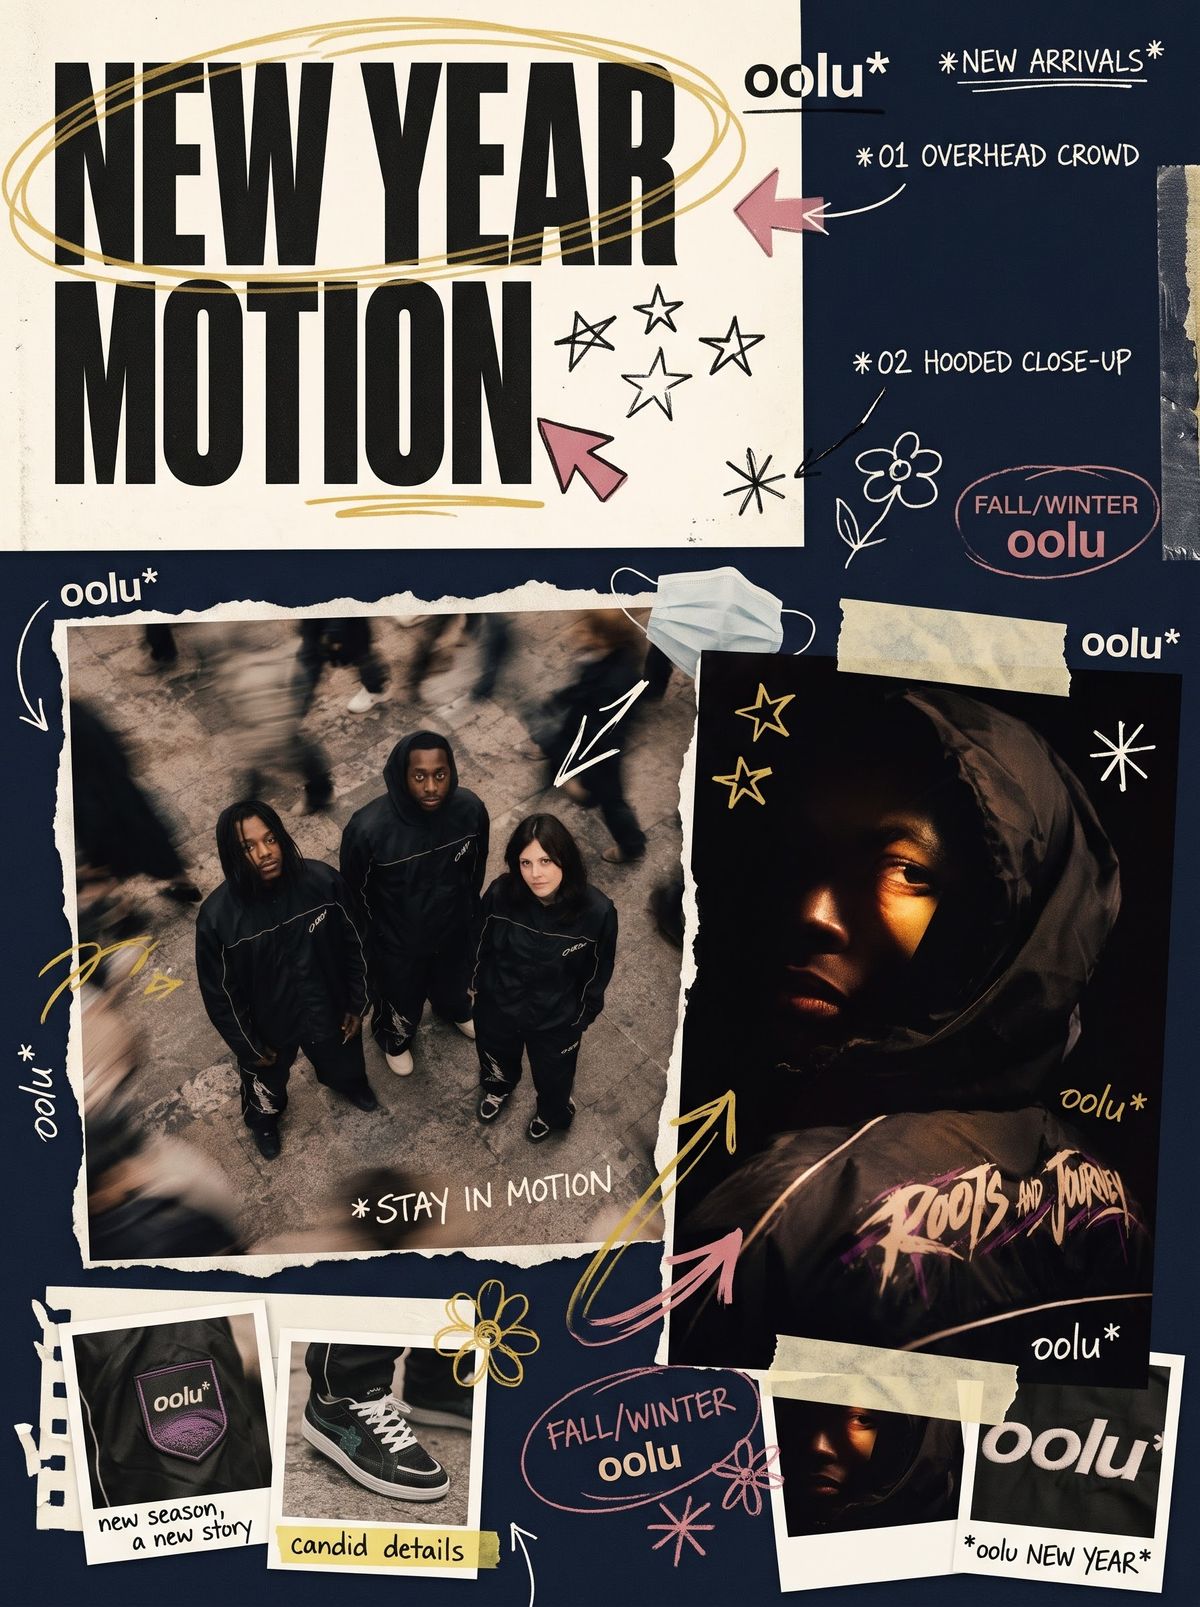 NEW YEAR
MOTION
oolu*
*NEW ARRIVALS*
*01 OVERHEAD CROWD
*02 HOODED CLOSE-UP
FALL/WINTER
oolu
oolu*
oolu*
oolu*
*STAY IN MOTION
oolu*
ROOTS AND JOURNEY
oolu*
oolu*
new season,
a new story
candid details
FALL/WINTER
oolu
oolu*
*oolu NEW YEAR*